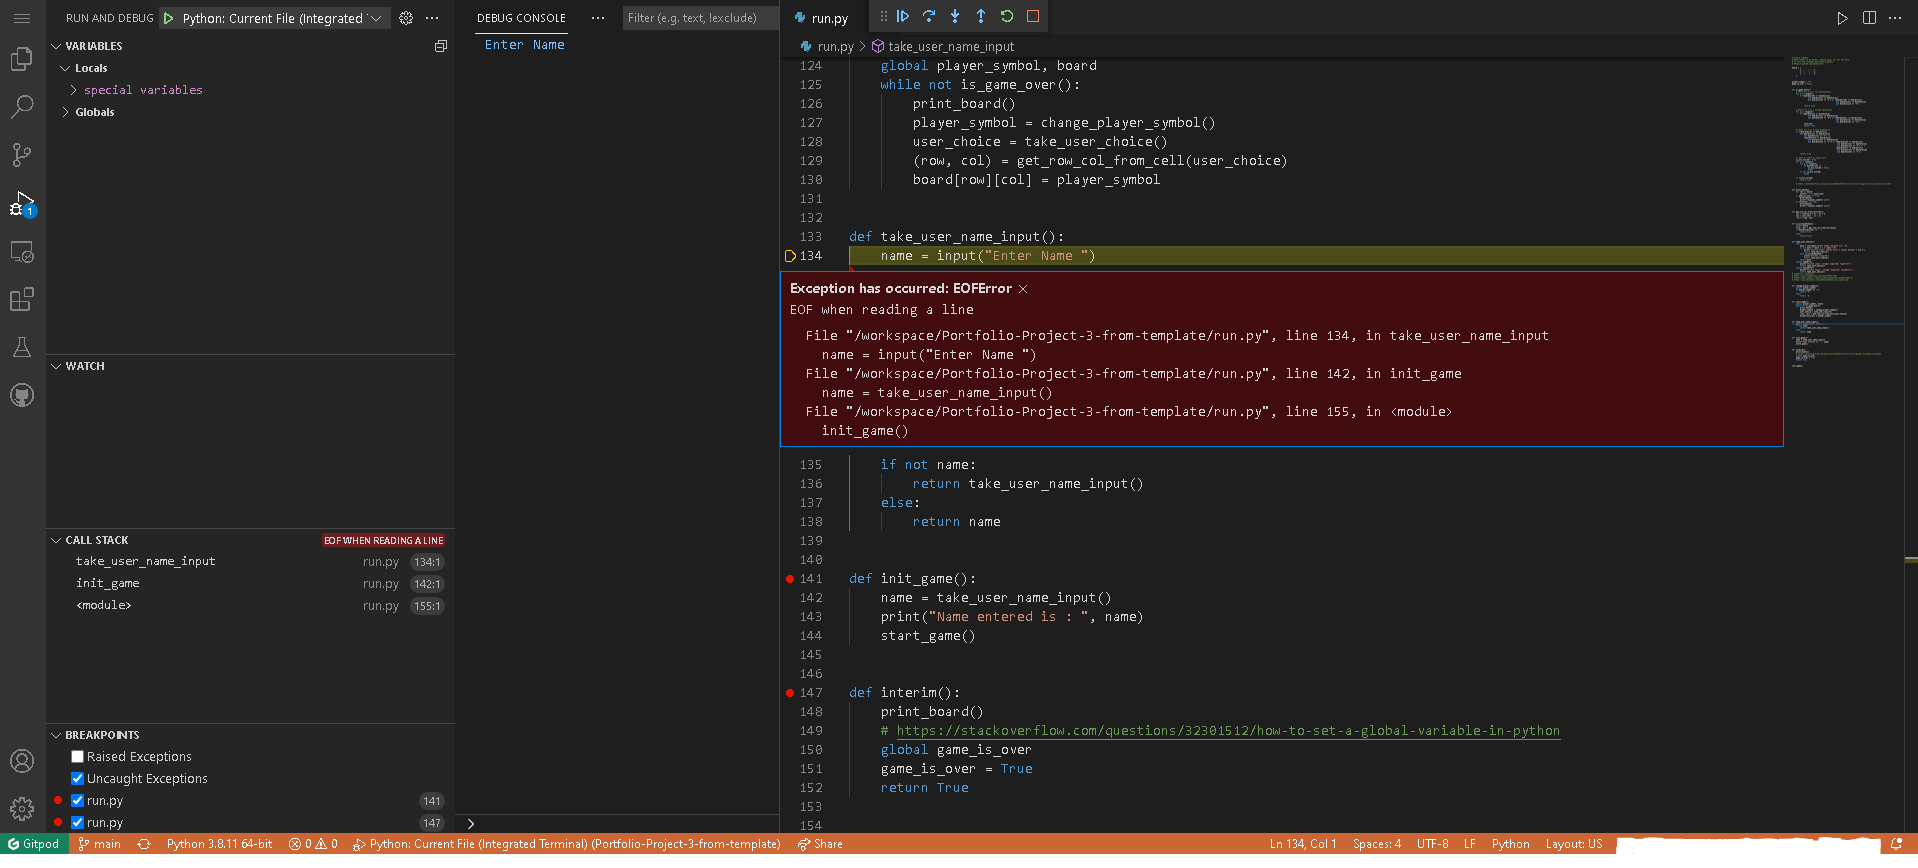 RUN AND DEBUG Python: Current File (Integrated
VARIABLES
Locals
special variables
Globals
WATCH
CALL STACK EOF WHEN READING A LINE
take_user_name_input run.py 134:1
init_game run.py 142:1
<module> run.py 155:1
BREAKPOINTS
Raised Exceptions
Uncaught Exceptions
run.py 141
run.py 147
1
DEBUG CONSOLE Filter (e.g. text, !exclude)
Enter Name
run.py
run.py > take_user_name_input
124 global player_symbol, board
125 while not is_game_over():
126 print_board()
127 player_symbol = change_player_symbol()
128 user_choice = take_user_choice()
129 (row, col) = get_row_col_from_cell(user_choice)
130 board[row][col] = player_symbol
131
132
133 def take_user_name_input():
134 name = input("Enter Name ")
Exception has occurred: EOFError
EOF when reading a line
File "/workspace/Portfolio-Project-3-from-template/run.py", line 134, in take_user_name_input
name = input("Enter Name ")
File "/workspace/Portfolio-Project-3-from-template/run.py", line 142, in init_game
name = take_user_name_input()
File "/workspace/Portfolio-Project-3-from-template/run.py", line 155, in <module>
init_game()
135 if not name:
136 return take_user_name_input()
137 else:
138 return name
139
140
141 def init_game():
142 name = take_user_name_input()
143 print("Name entered is : ", name)
144 start_game()
145
146
147 def interim():
148 print_board()
149 # https://stackoverflow.com/questions/32301512/how-to-set-a-global-variable-in-python
150 global game_is_over
151 game_is_over = True
152 return True
153
154
Gitpod main Python 3.8.11 64-bit 0 0 Python: Current File (Integrated Terminal) (Portfolio-Project-3-from-template) Share Ln 134, Col 1 Spaces: 4 UTF-8 LF Python Layout: US